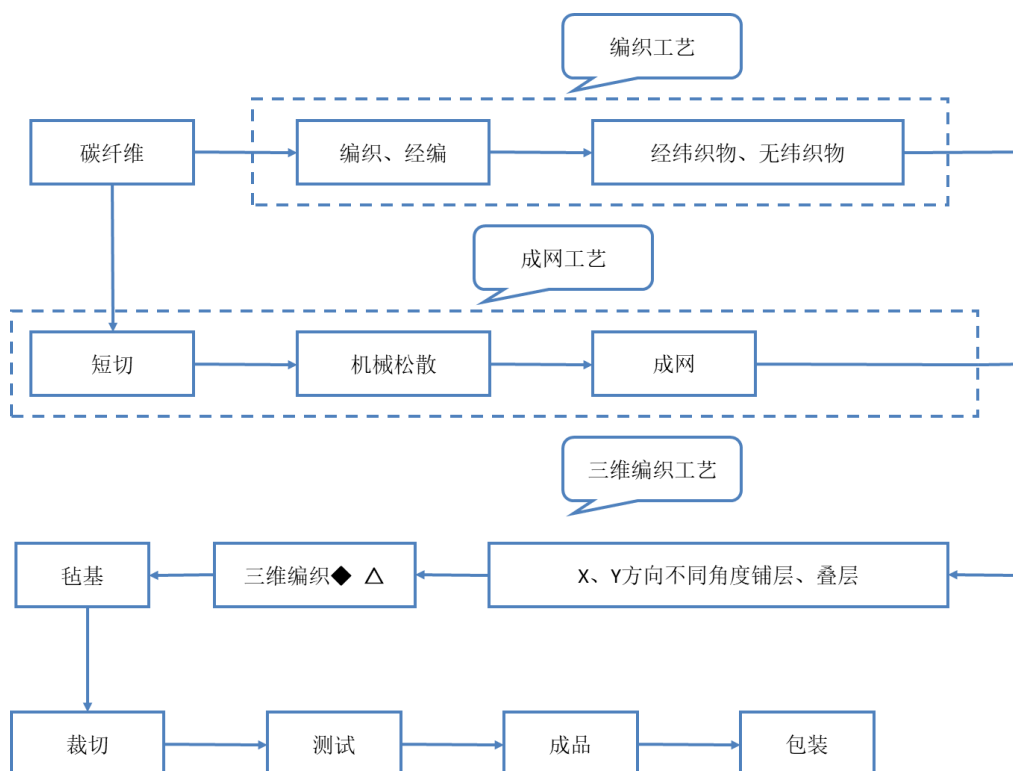 编织工艺
碳纤维
编织、经编
经纬织物、无纬织物
成网工艺
短切
机械松散
成网
三维编织工艺
毡基
三维编织◆ △
X、Y方向不同角度铺层、叠层
裁切
测试
成品
包装